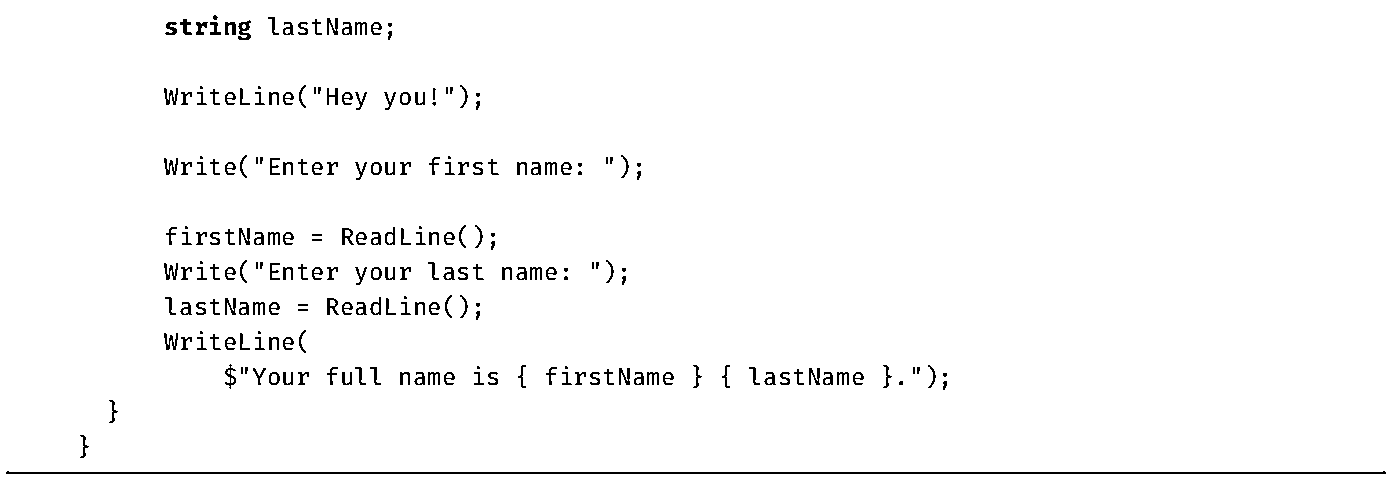 string lastName;
WriteLine("Hey you!");
Write("Enter your first name: ");
firstName = ReadLine();
Write("Enter your last name: ");
lastName = ReadLine();
WriteLine(
$"Your full name is { firstName } { lastName }.");
}
}